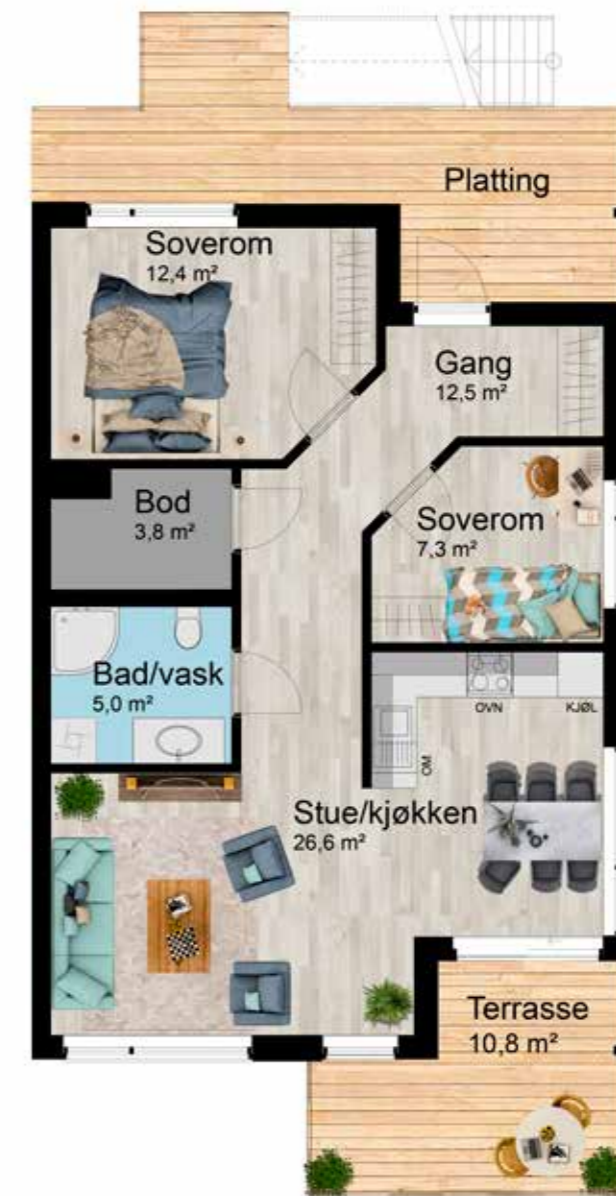 Platting
Soverom
12,4 m²
Gang
12,5 m²
Bod
3,8 m²
Soverom
7,3 m²
Bad/vask
5,0 m²
OVN
KJØL
OM
Stue/kjøkken
26,6 m²
Terrasse
10,8 m²